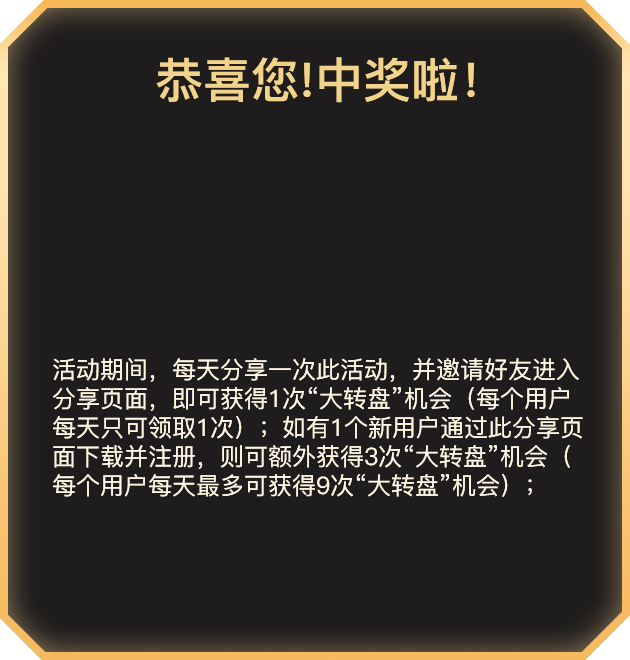 恭喜您!中奖啦!
活动期间，每天分享一次此活动，并邀请好友进入
分享页面，即可获得1次“大转盘”机会（每个用户
每天只可领取1次）；如有1个新用户通过此分享页
面下载并注册，则可额外获得3次“大转盘”机会（
每个用户每天最多可获得9次“大转盘”机会）；